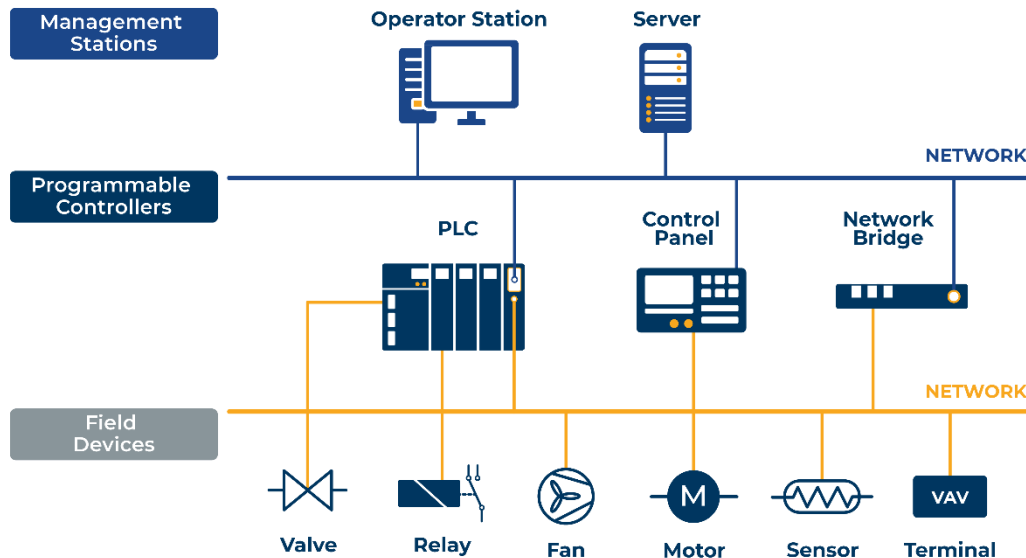 Management
Stations
Operator Station
Server
NETWORK
Programmable
Controllers
PLC
Control
Panel
Network
Bridge
NETWORK
Field
Devices
M
VAV
Valve
Relay
Fan
Motor
Sensor
Terminal